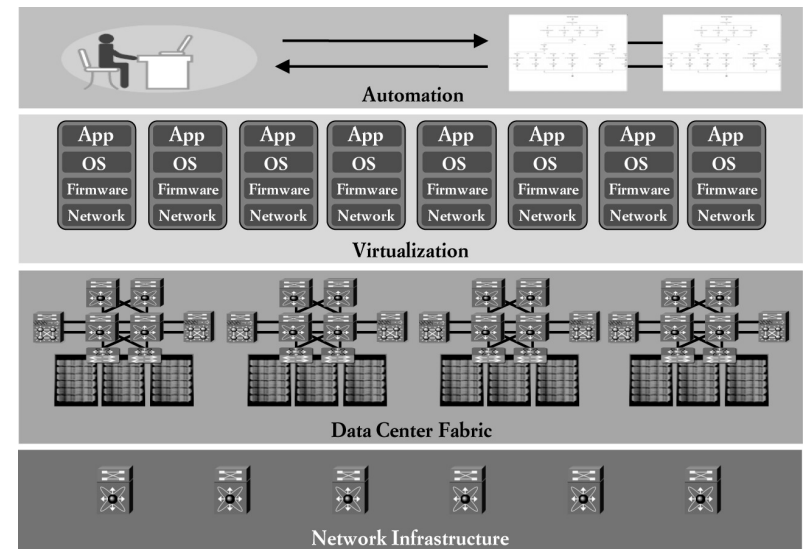 Automation
App App App App App App App App
OS OS OS OS OS OS OS OS
Firmware Firmware Firmware Firmware Firmware Firmware Firmware Firmware
Network Network Network Network Network Network Network Network
Virtualization
Data Center Fabric
Network Infrastructure